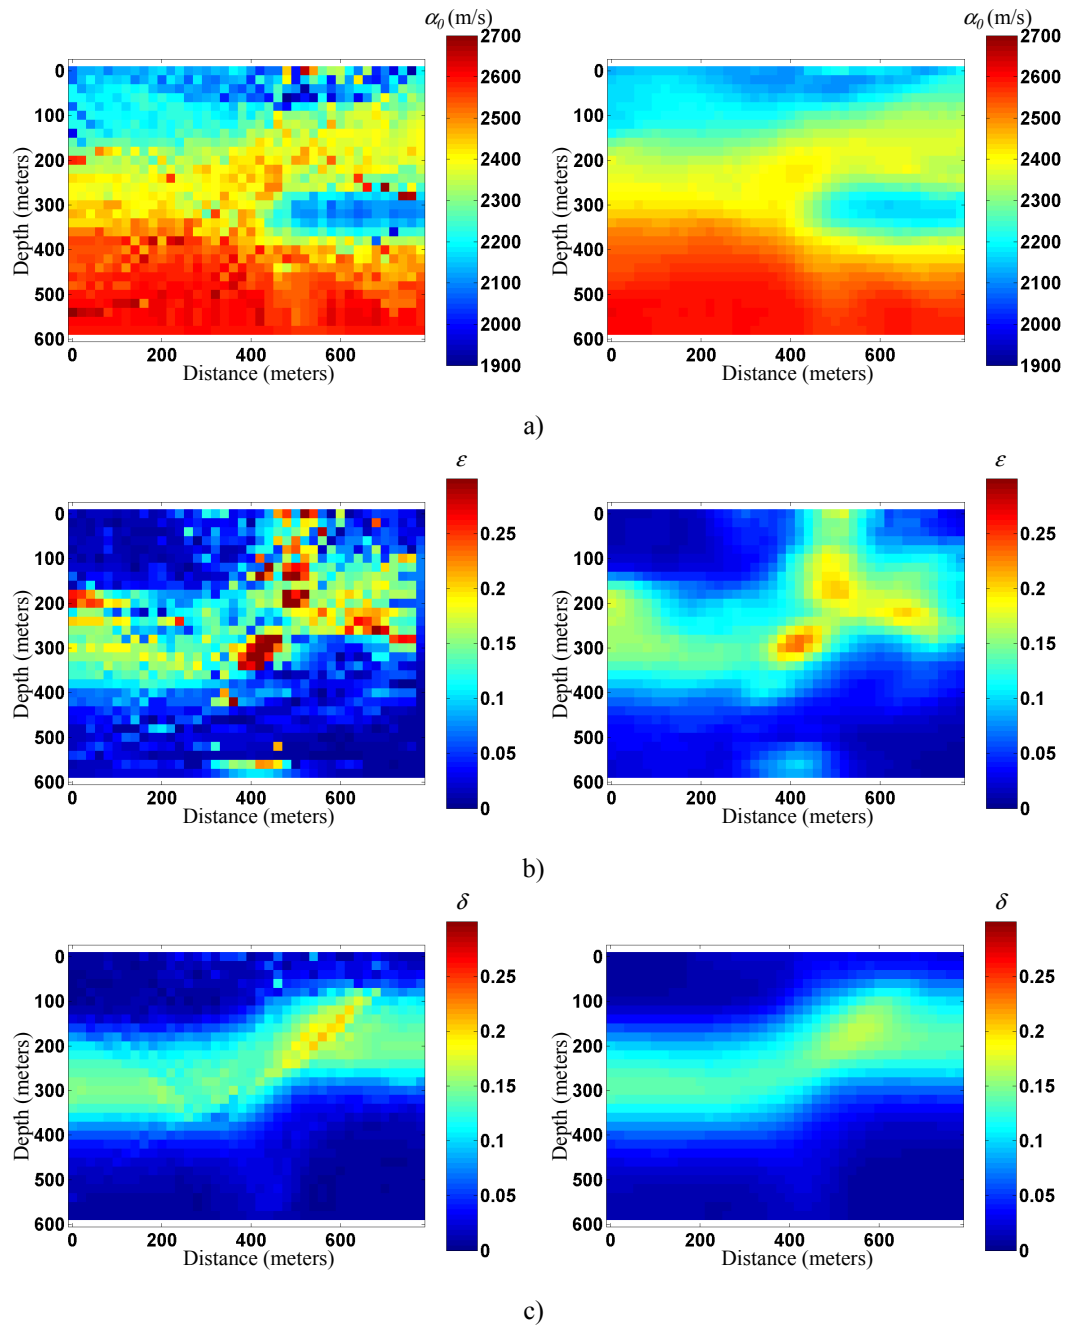 α₀ (m/s) α₀ (m/s)
2700 2700
0 0
2600 2600
100 100
2500 2500
200 200
2400 2400
300 300
2300 2300
400 400
2200 2200
500 500
2100 2100
600 600
2000 2000
1900 1900
0 200 400 600 0 200 400 600
Depth (meters) Depth (meters)
Distance (meters) Distance (meters)
a)
ε ε
0 0
0.25 0.25
100 100
0.2 0.2
200 200
0.15 0.15
300 300
0.1 0.1
400 400
0.05 0.05
500 500
600 600
0 0
0 200 400 600 0 200 400 600
Depth (meters) Depth (meters)
Distance (meters) Distance (meters)
b)
δ δ
0 0
0.25 0.25
100 100
0.2 0.2
200 200
0.15 0.15
300 300
0.1 0.1
400 400
0.05 0.05
500 500
600 600
0 0
0 200 400 600 0 200 400 600
Depth (meters) Depth (meters)
Distance (meters) Distance (meters)
c)